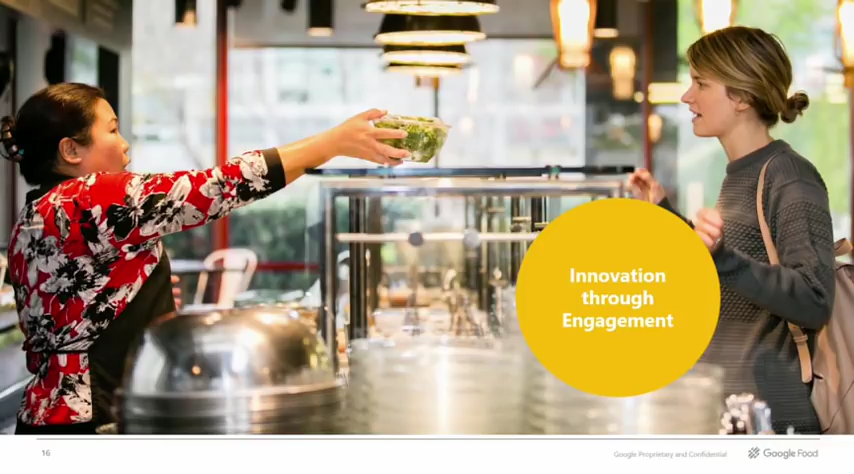 Innovation
through
Engagement
16
Google Proprietary and Confidential
Google Food